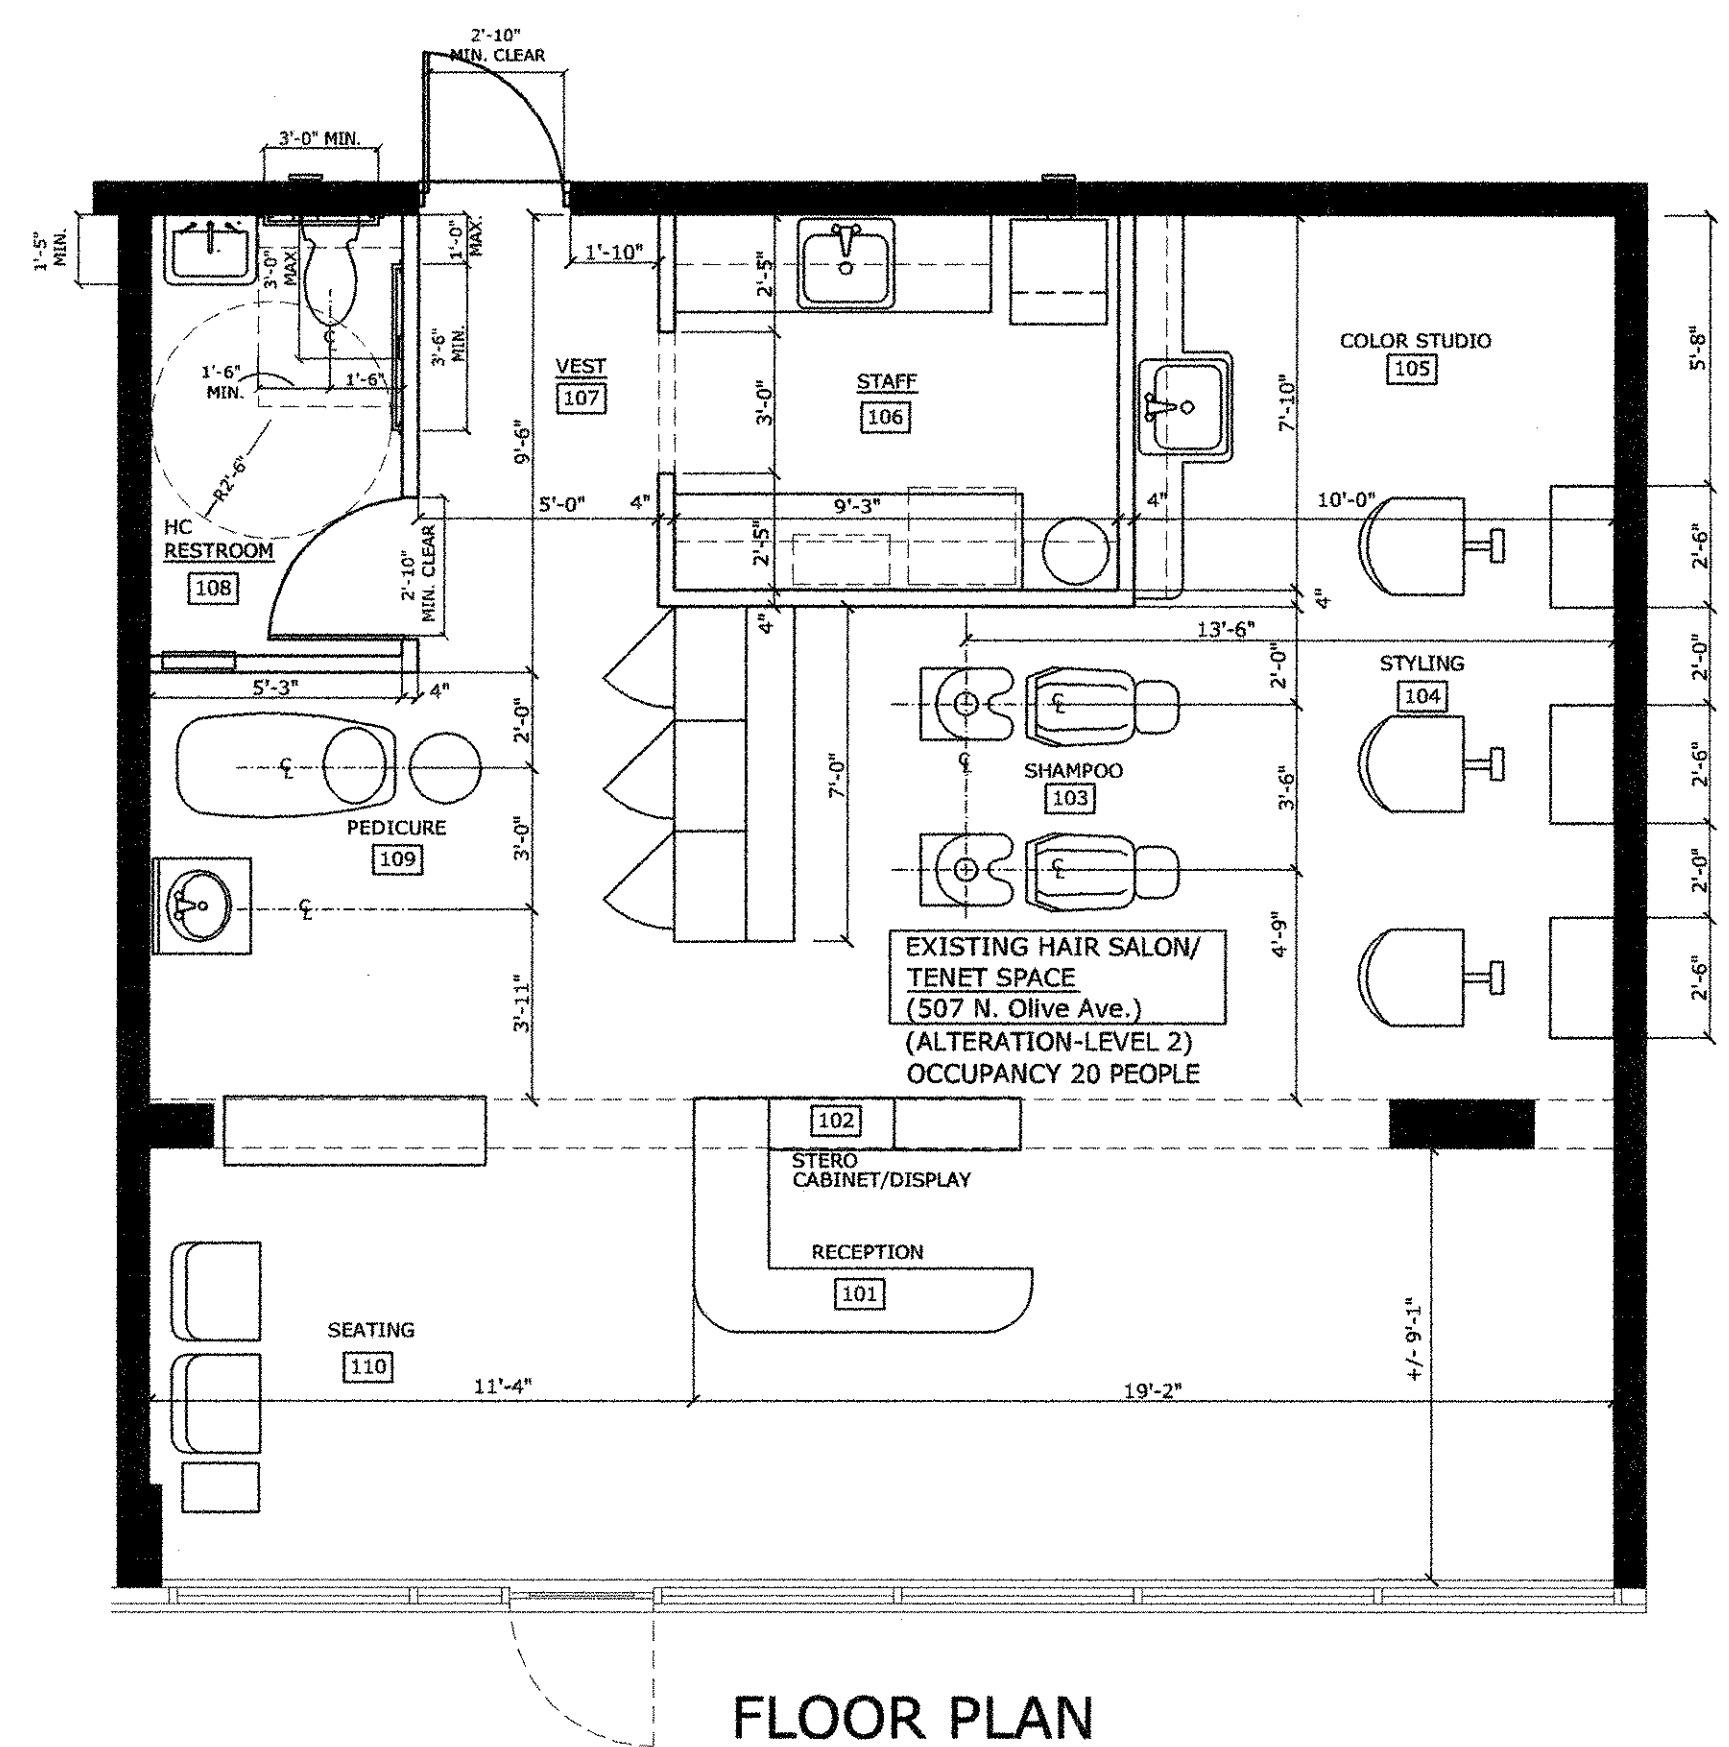 2'-10"
MIN. CLEAR
3'-0" MIN.
1'-5"
MIN.
3'-0"
MAX.
1'-0"
MAX.
1'-10"
2'-5"
COLOR STUDIO
105
5'-8"
3'-6"
MIN.
1'-6"
MIN.
1'-6"
VEST
107
STAFF
106
3'-0"
7'-10"
9'-6"
R2'-6"
5'-0"
4"
9'-3"
4"
10'-0"
HC
RESTROOM
108
2'-10"
MIN. CLEAR
2'-5"
2'-6"
4"
4"
13'-6"
2'-0"
2'-0"
STYLING
104
5'-3"
4"
2'-0"
7'-0"
SHAMPOO
103
3'-6"
2'-6"
PEDICURE
109
3'-0"
2'-0"
3'-11"
4'-9"
2'-6"
EXISTING HAIR SALON/
TENET SPACE
(507 N. Olive Ave.)
(ALTERATION-LEVEL 2)
OCCUPANCY 20 PEOPLE
102
STERO
CABINET/DISPLAY
RECEPTION
101
SEATING
110
+/- 9'-1"
11'-4"
19'-2"
FLOOR PLAN